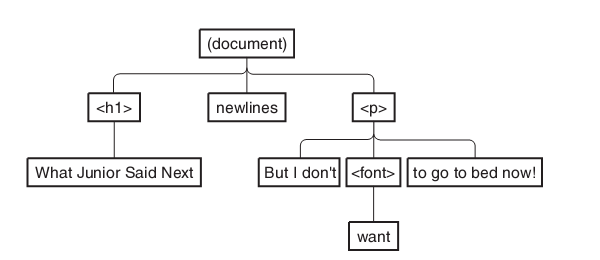 (document)
<h1>
newlines
<p>
What Junior Said Next
But I don't
<font>
to go to bed now!
want